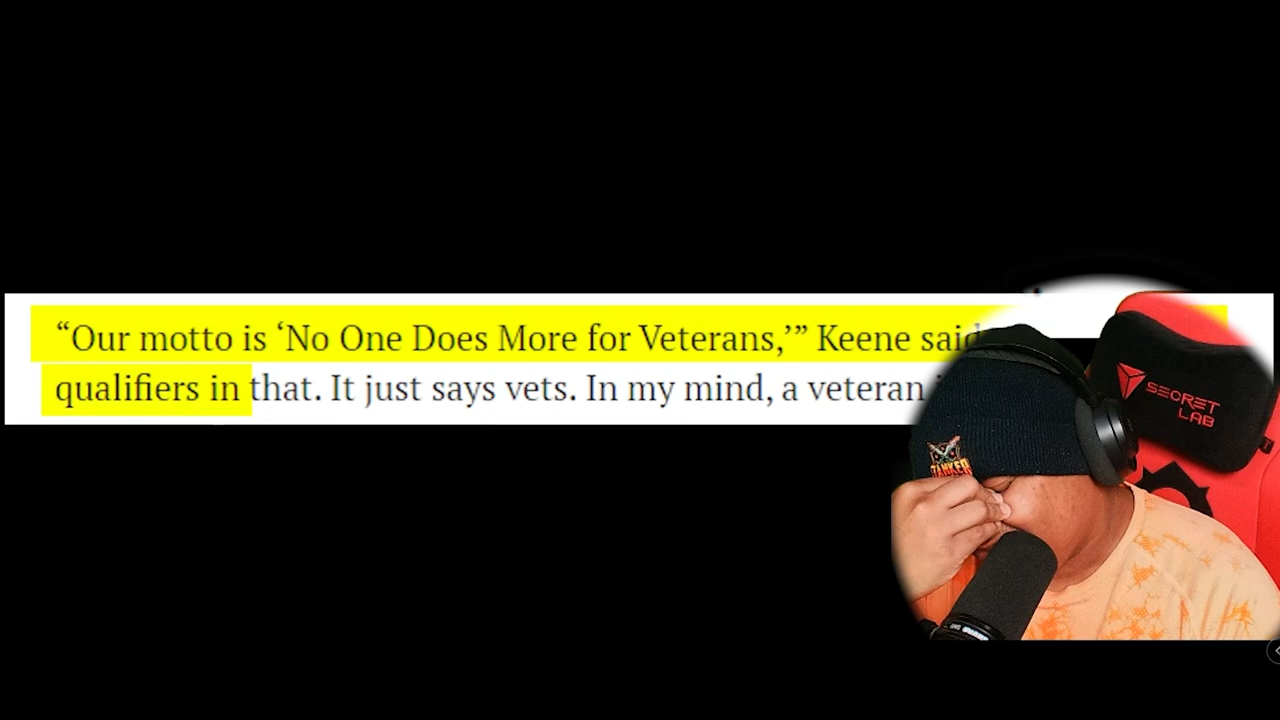 “Our motto is ‘No One Does More for Veterans,’” Keene said
qualifiers in that. It just says vets. In my mind, a veteran
SECRET
LAB
TANKER